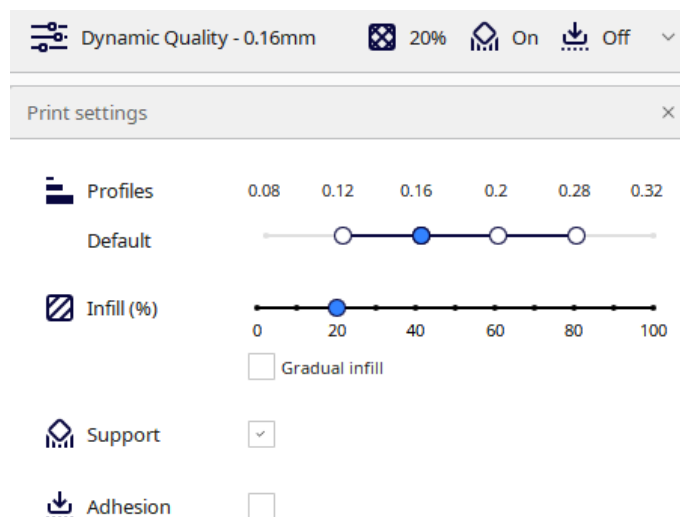 Dynamic Quality - 0.16mm 20% On Off
Print settings
Profiles 0.08 0.12 0.16 0.2 0.28 0.32
Default
Infill (%)
0 20 40 60 80 100
Gradual infill
Support
Adhesion